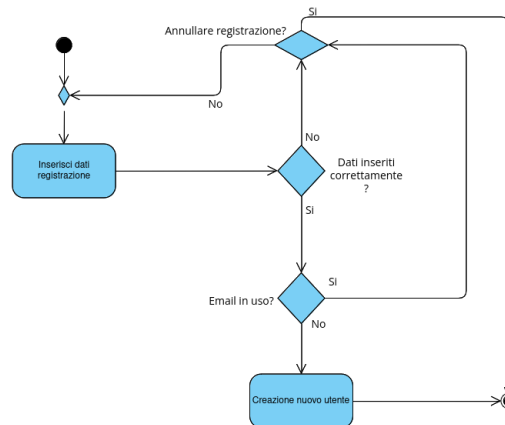 Si
Annullare registrazione?
No
No
Inserisci dati
registrazione
Dati inseriti
correttamente
?
Si
Si
Email in uso?
No
Creazione nuovo utente